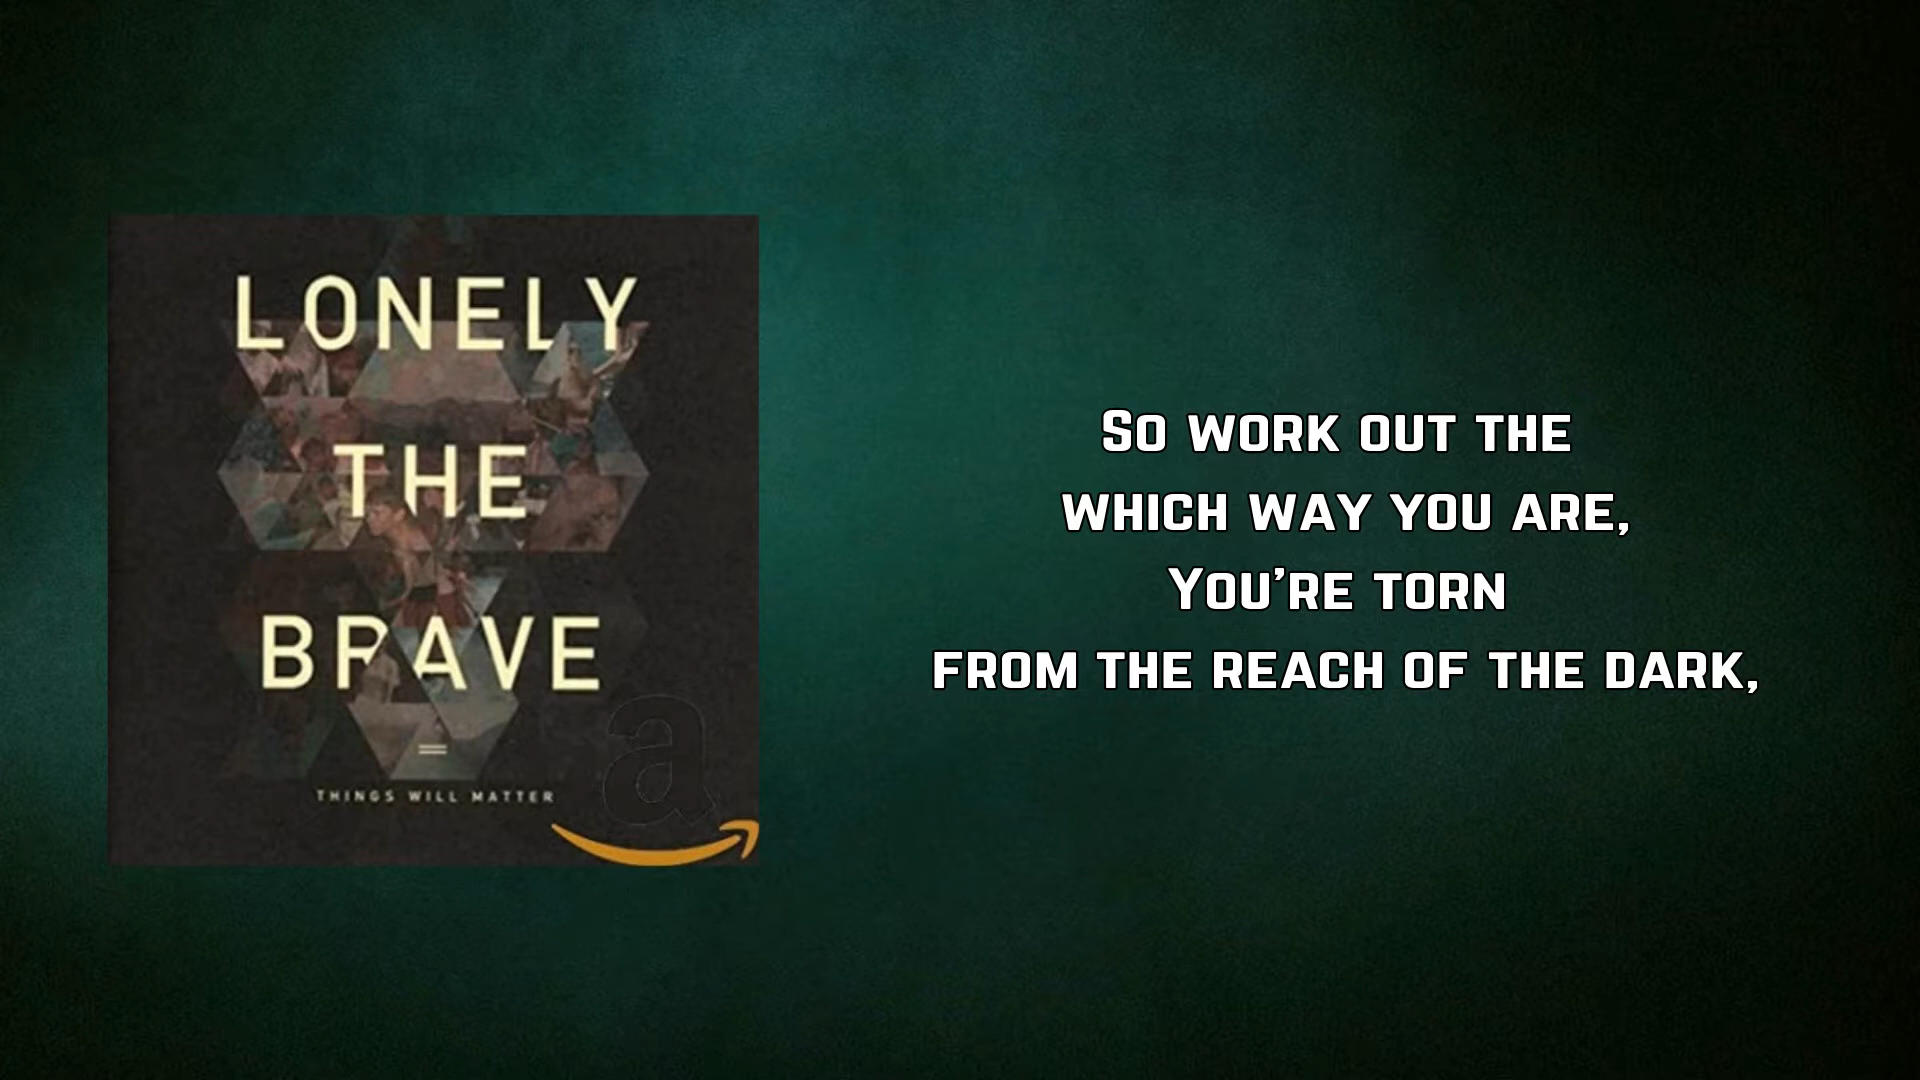 LONELY
THE
BRAVE
=
THINGS WILL MATTER
a
So work out the
which way you are,
You're torn
from the reach of the dark,